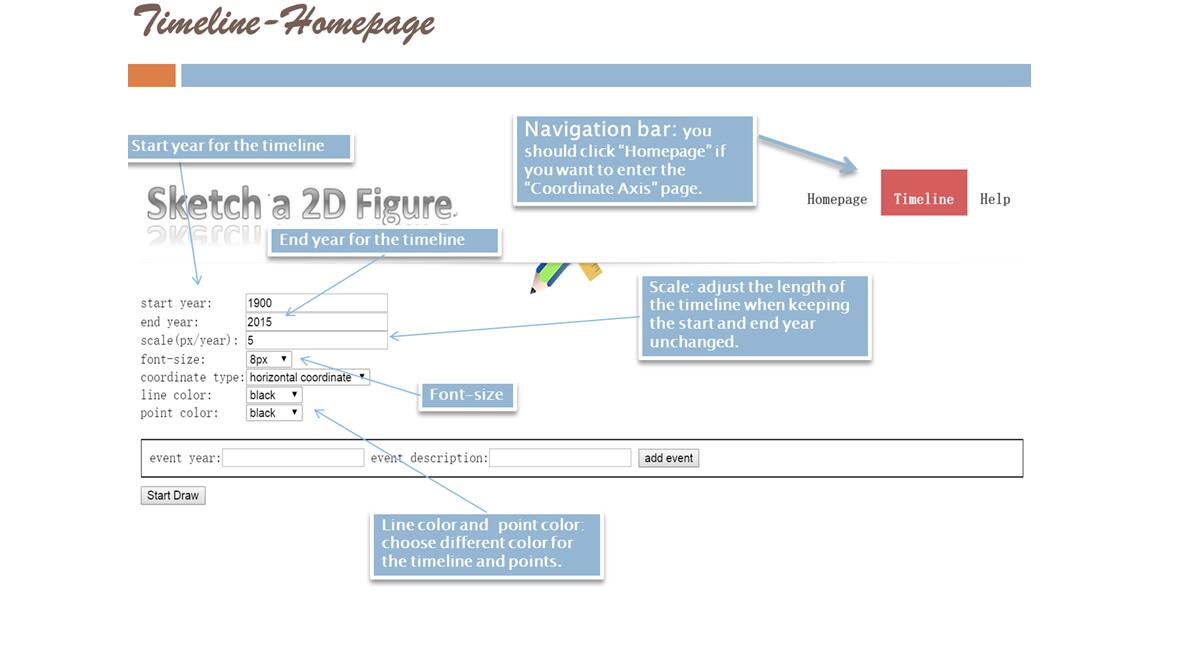 Timeline-Homepage
Start year for the timeline
Navigation bar: you
should click “Homepage” if
you want to enter the
“Coordinate Axis” page.
Sketch a 2D Figure.
Homepage Timeline Help
End year for the timeline
Scale: adjust the length of
the timeline when keeping
the start and end year
unchanged.
start year: 1900
end year: 2015
scale(px/year): 5
font-size: 8px
coordinate type: horizontal coordinate
line color: black
point color: black
Font-size
event year: event description: add event
Start Draw
Line color and point color:
choose different color for
the timeline and points.